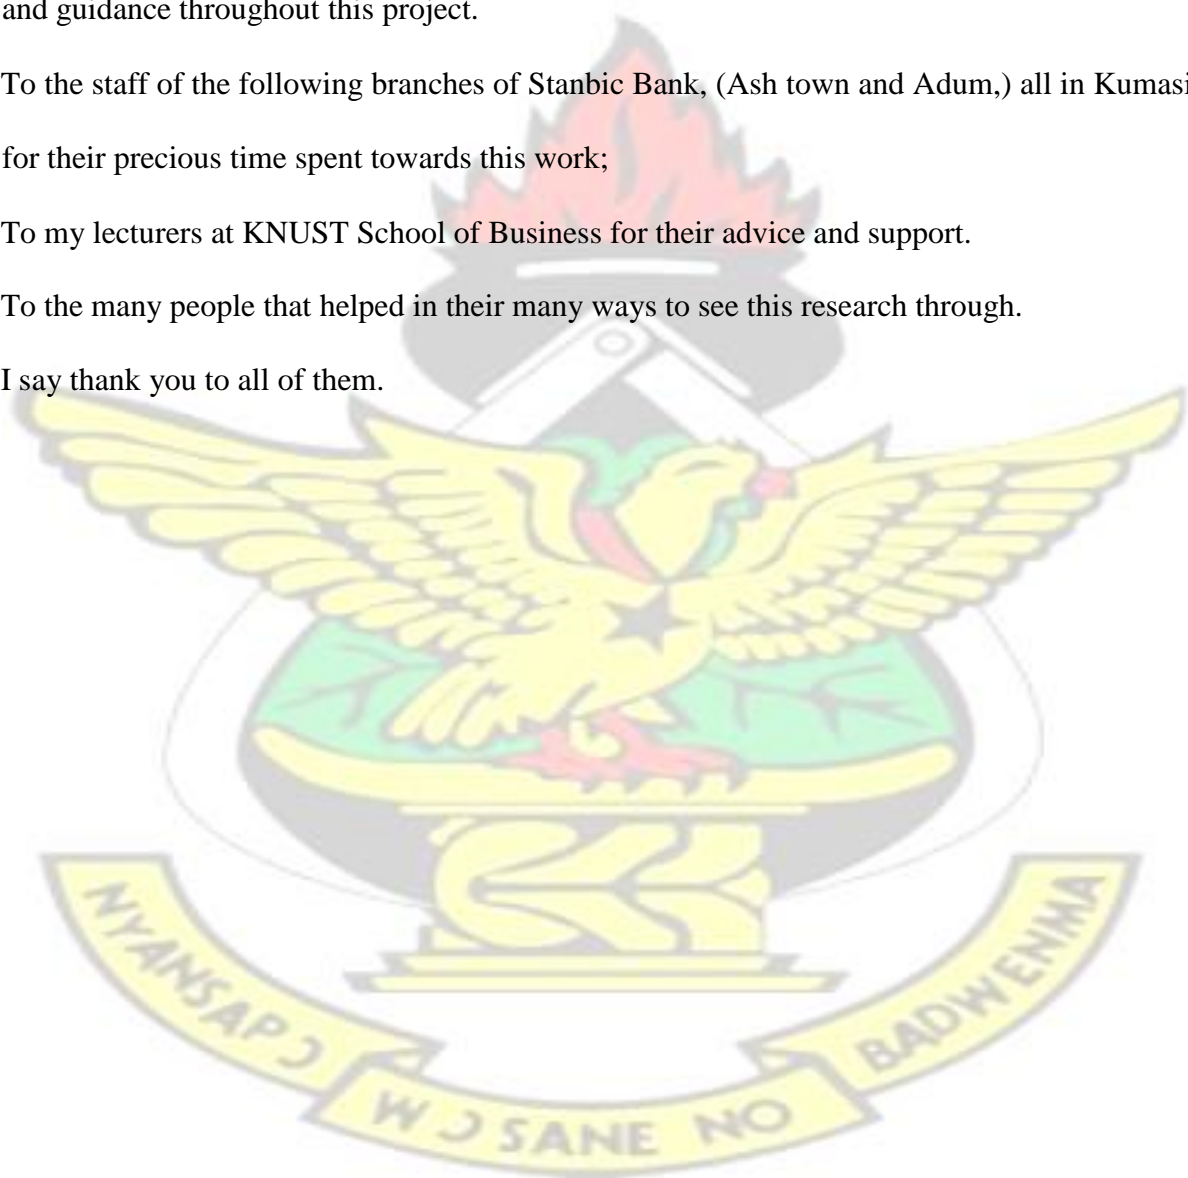 and guidance throughout this project.
To the staff of the following branches of Stanbic Bank, (Ash town and Adum,) all in Kumasi
for their precious time spent towards this work;
To my lecturers at KNUST School of Business for their advice and support.
To the many people that helped in their many ways to see this research through.
I say thank you to all of them.
NYANSAPƆ
WƆSANE NO
BADWENMA